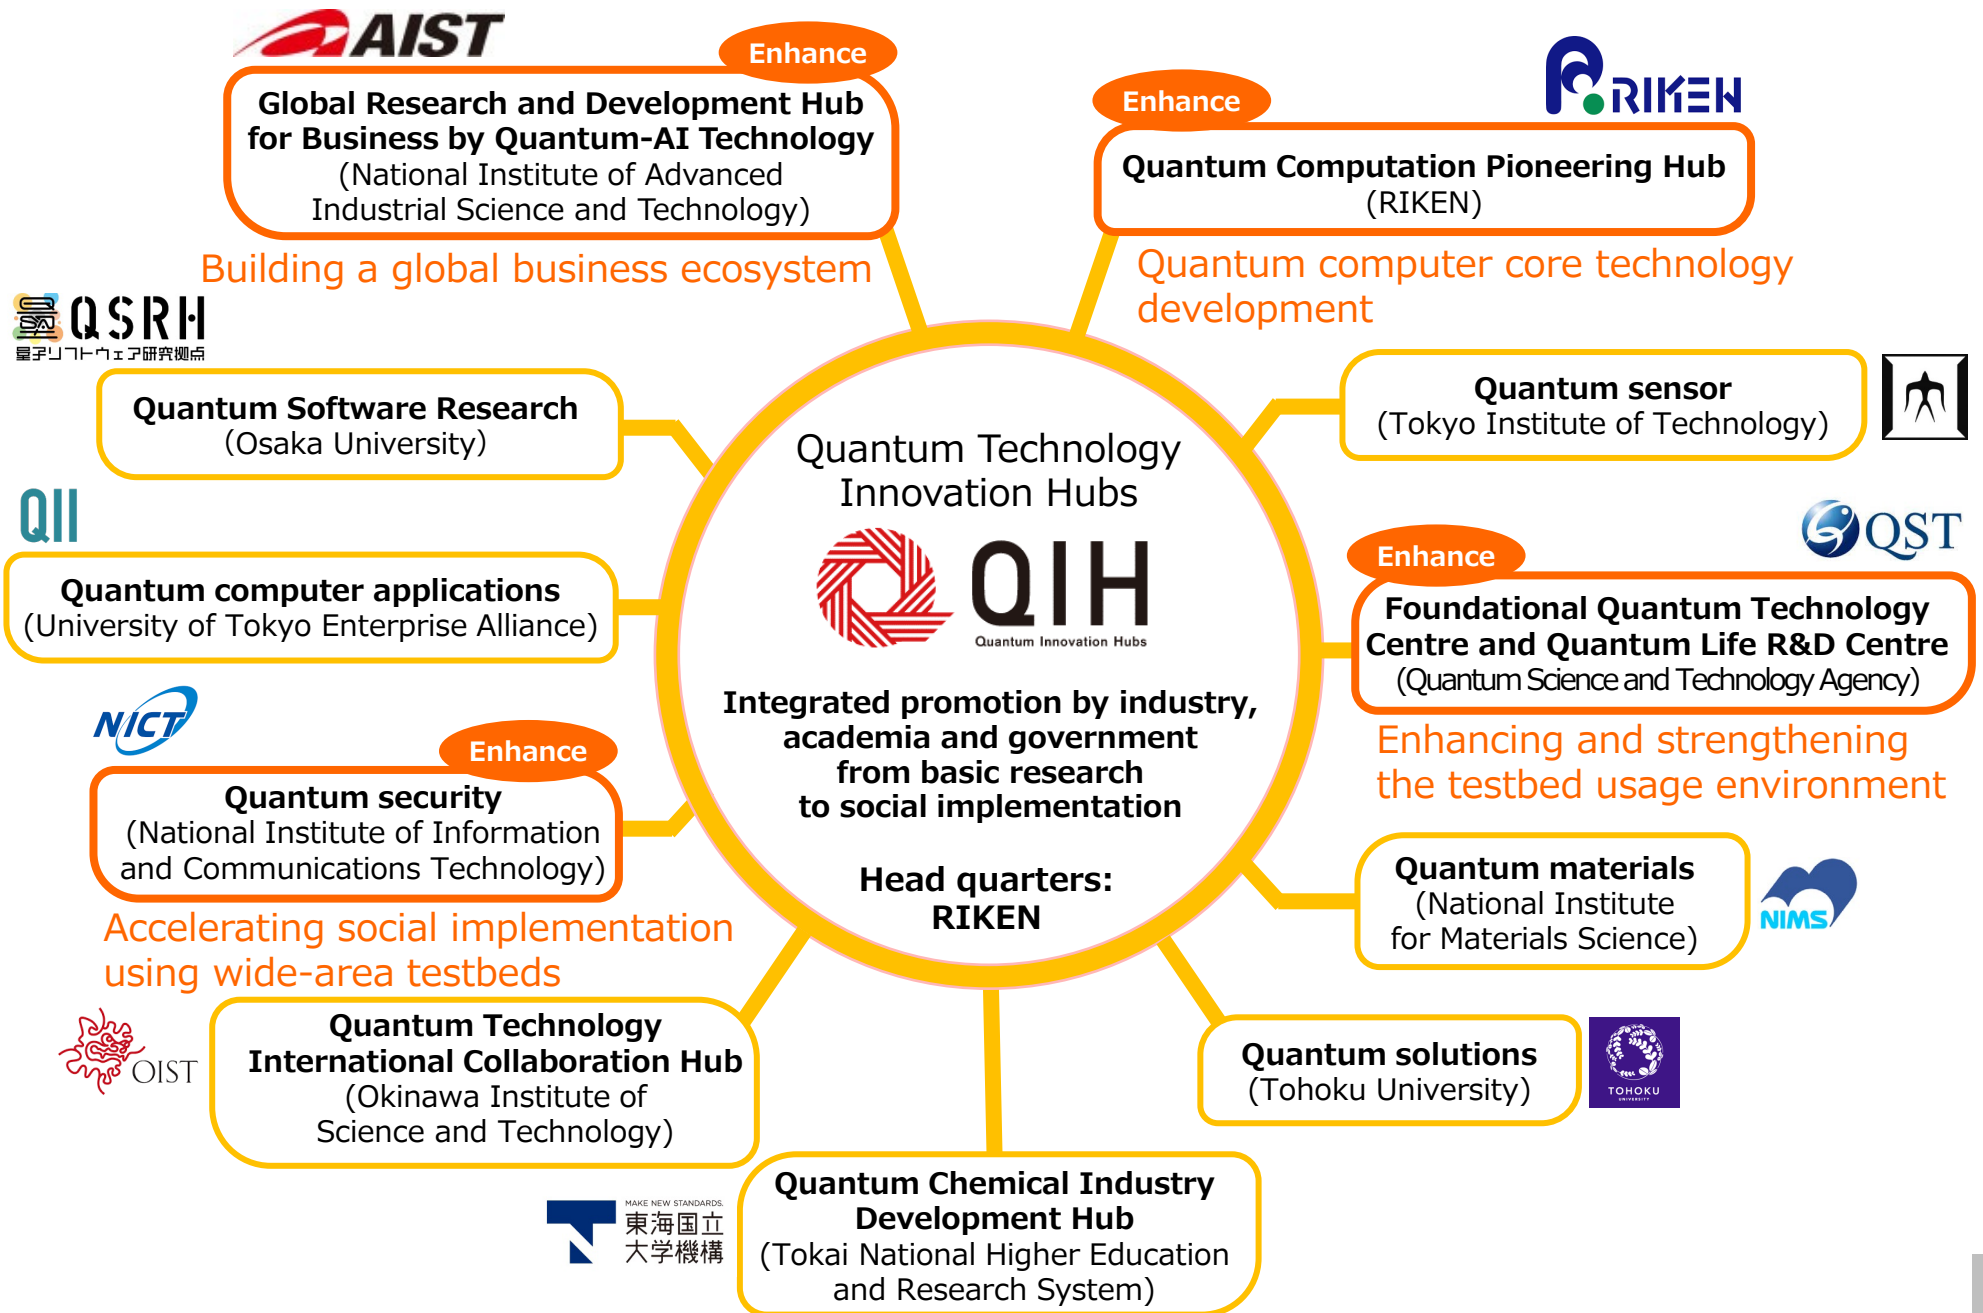 AIST
Enhance
Global Research and Development Hub
for Business by Quantum-AI Technology
(National Institute of Advanced
Industrial Science and Technology)
Building a global business ecosystem
RIKEN
Enhance
Quantum Computation Pioneering Hub
(RIKEN)
Quantum computer core technology
development
QSRH
量子ソフトウェア研究拠点
Quantum Software Research
(Osaka University)
Quantum sensor
(Tokyo Institute of Technology)
QII
Quantum computer applications
(University of Tokyo Enterprise Alliance)
Quantum Technology
Innovation Hubs
QIH
Quantum Innovation Hubs
Integrated promotion by industry,
academia and government
from basic research
to social implementation
Head quarters:
RIKEN
QST
Enhance
Foundational Quantum Technology
Centre and Quantum Life R&D Centre
(Quantum Science and Technology Agency)
Enhancing and strengthening
the testbed usage environment
NICT
Enhance
Quantum security
(National Institute of Information
and Communications Technology)
Accelerating social implementation
using wide-area testbeds
Quantum materials
(National Institute
for Materials Science)
NIMS
OIST
Quantum Technology
International Collaboration Hub
(Okinawa Institute of
Science and Technology)
Quantum solutions
(Tohoku University)
TOHOKU
UNIVERSITY
MAKE NEW STANDARDS.
東海国立
大学機構
Quantum Chemical Industry
Development Hub
(Tokai National Higher Education
and Research System)